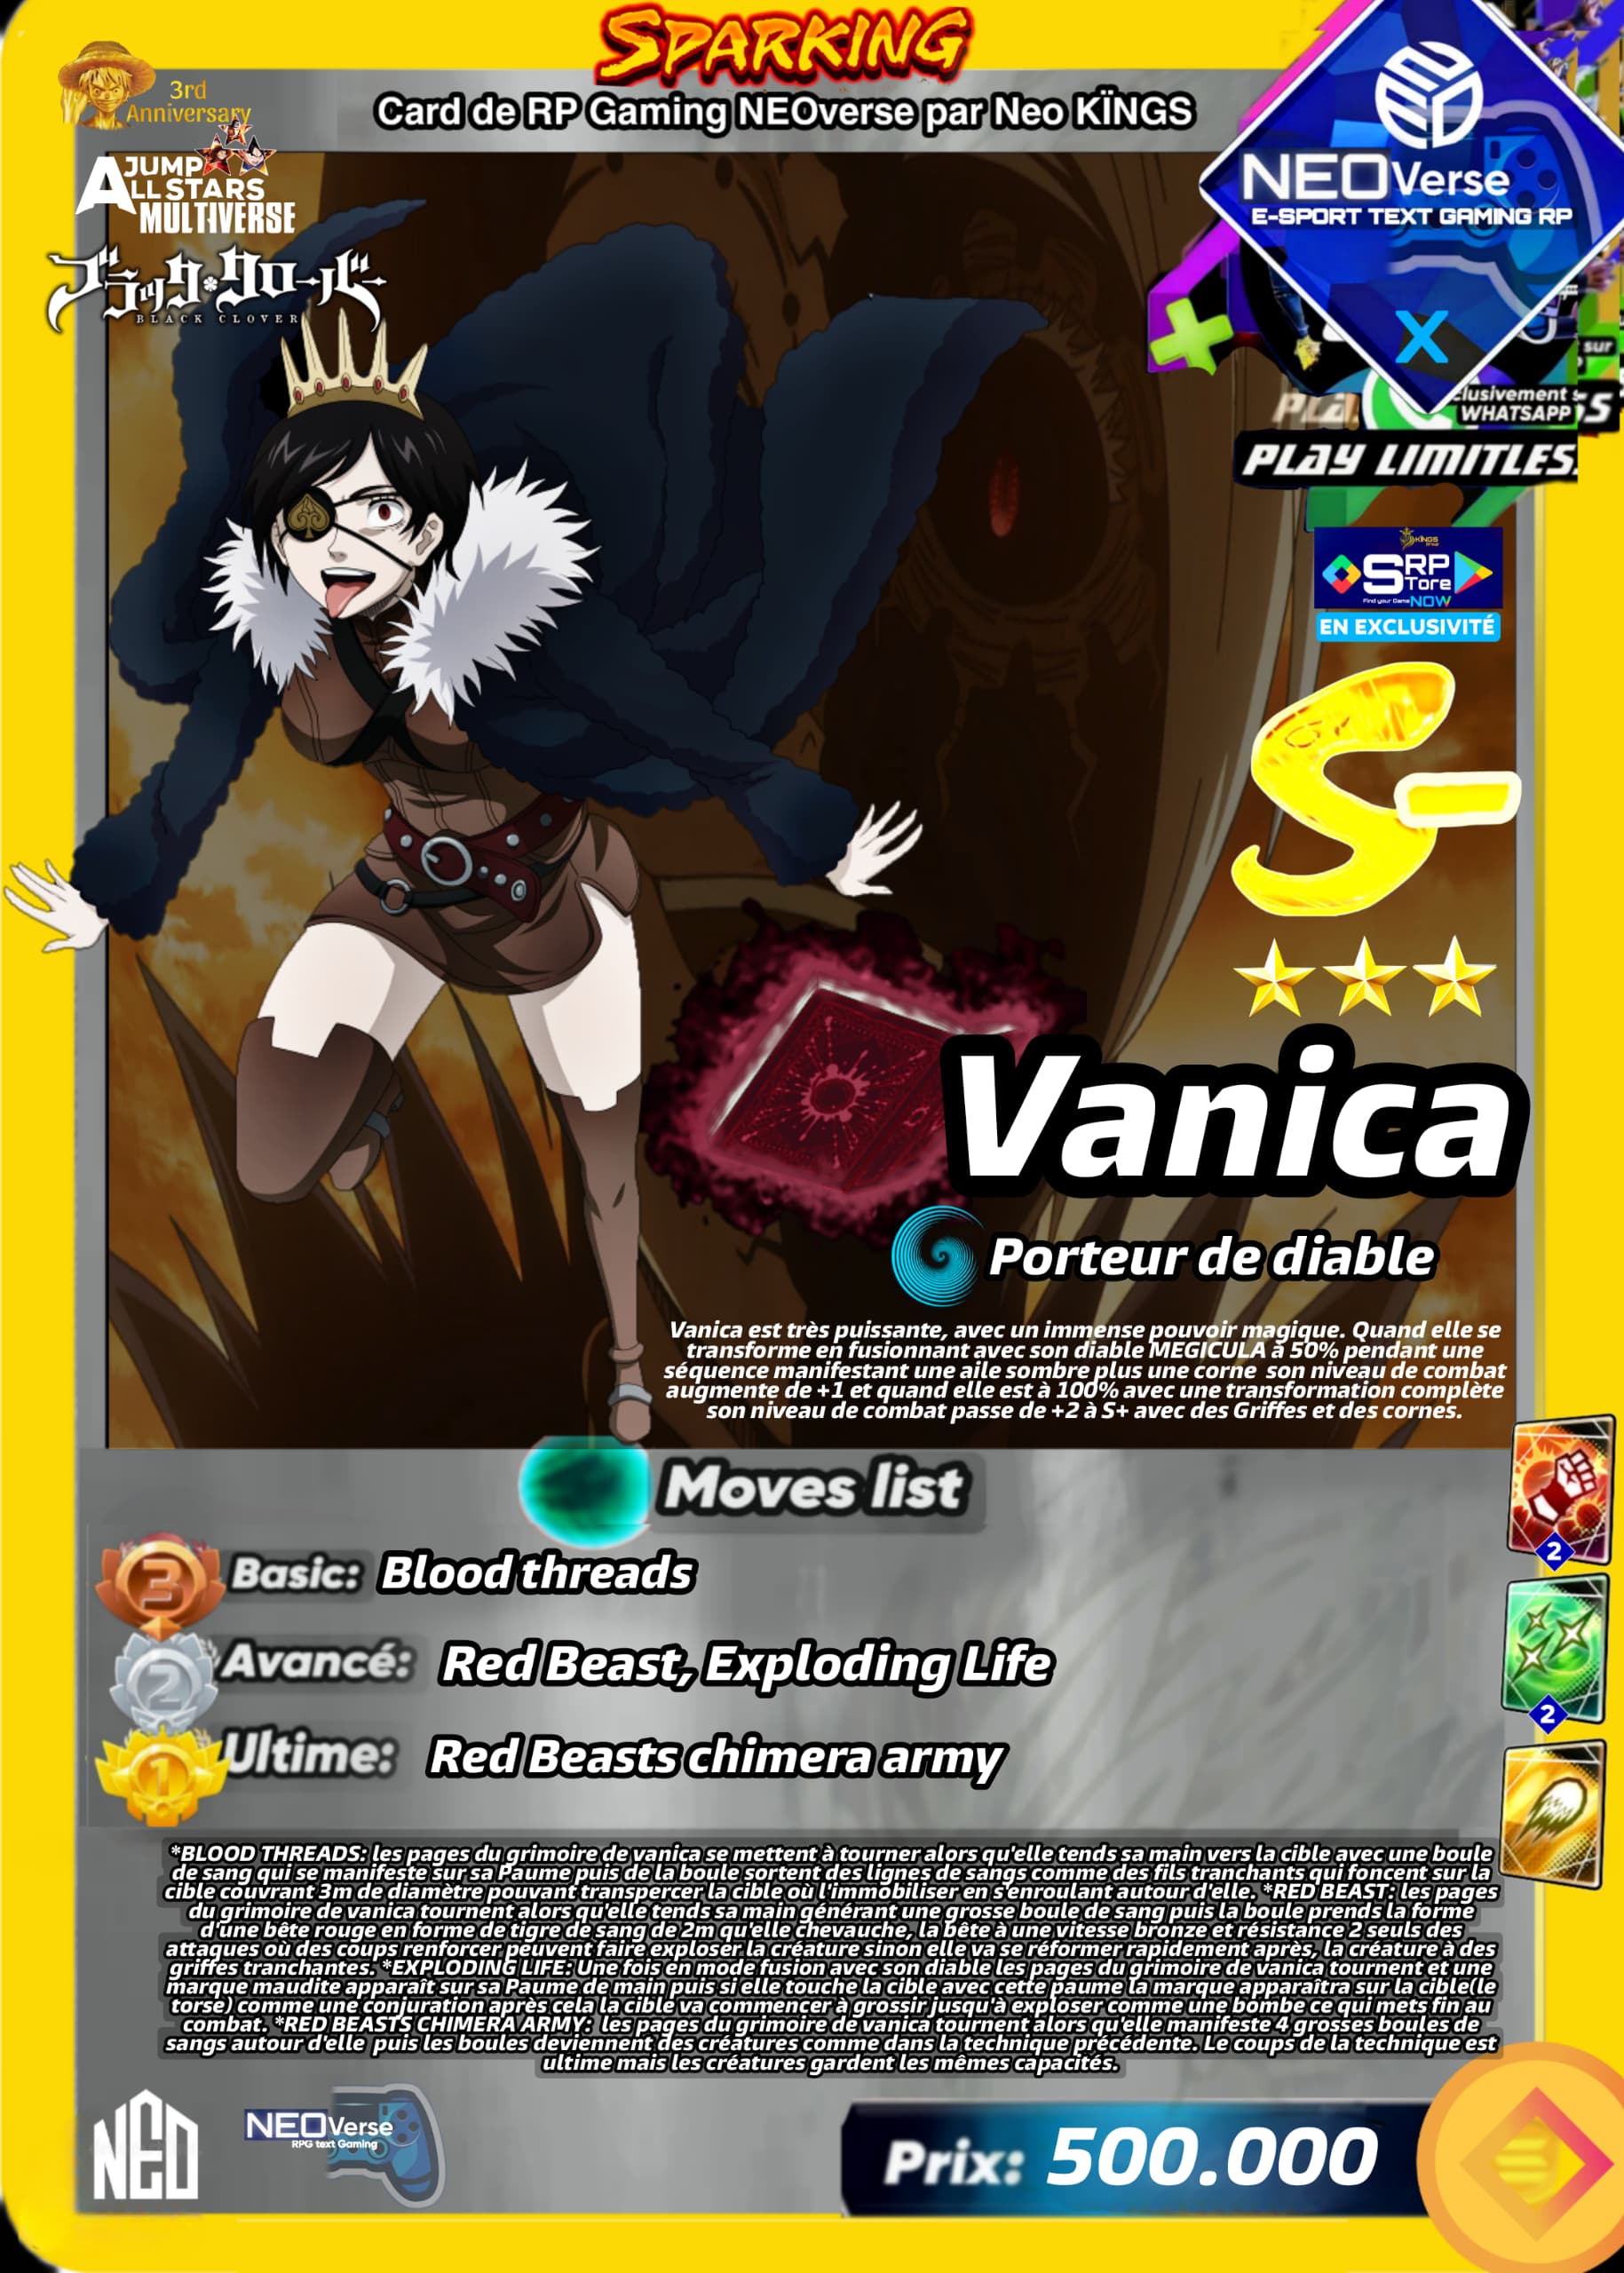 SPARKING
3rd
Anniversary
Card de RP Gaming NEOverse par Neo KÏNGS
JUMP
ALL STARS
MULTIVERSE
ブラッククローバー
BLACK CLOVER
NEOVerse
E-SPORT TEXT GAMING RP
X
sur
clusivement
WHATSAPP
PLAY LIMITLES
KINGS
SRP
Tore
Find your Game NOW
EN EXCLUSIVITÉ
S-
Vanica
Porteur de diable
Vanica est très puissante, avec un immense pouvoir magique. Quand elle se
transforme en fusionnant avec son diable MEGICULA à 50% pendant une
séquence manifestant une aile sombre plus une corne son niveau de combat
augmente de +1 et quand elle est à 100% avec une transformation complète
son niveau de combat passe de +2 à S+ avec des Griffes et des cornes.
Moves list
3 Basic: Blood threads
2 Avancé: Red Beast, Exploding Life
1 Ultime: Red Beasts chimera army
2
2
*BLOOD THREADS: les pages du grimoire de vanica se mettent à tourner alors qu'elle tends sa main vers la cible avec une boule
de sang qui se manifeste sur sa Paume puis de la boule sortent des lignes de sangs comme des fils tranchants qui foncent sur la
cible couvrant 3m de diamètre pouvant transpercer la cible où l'immobiliser en s'enroulant autour d'elle. *RED BEAST: les pages
du grimoire de vanica tournent alors qu'elle tends sa main générant une grosse boule de sang puis la boule prends la forme
d'une bête rouge en forme de tigre de sang de 2m qu'elle chevauche, la bête à une vitesse bronze et résistance 2 seuls des
attaques où des coups renforcer peuvent faire exploser la créature sinon elle va se réformer rapidement après, la créature à des
griffes tranchantes. *EXPLODING LIFE: Une fois en mode fusion avec son diable les pages du grimoire de vanica tournent et une
marque maudite apparaît sur sa Paume de main puis si elle touche la cible avec cette paume la marque apparaîtra sur la cible(le
torse) comme une conjuration après cela la cible va commencer à grossir jusqu'à exploser comme une bombe ce qui mets fin au
combat. *RED BEASTS CHIMERA ARMY: les pages du grimoire de vanica tournent alors qu'elle manifeste 4 grosses boules de
sangs autour d'elle puis les boules deviennent des créatures comme dans la technique précédente. Le coups de la technique est
ultime mais les créatures gardent les mêmes capacités.
NEO
NEOVerse
RPG text Gaming
Prix: 500.000